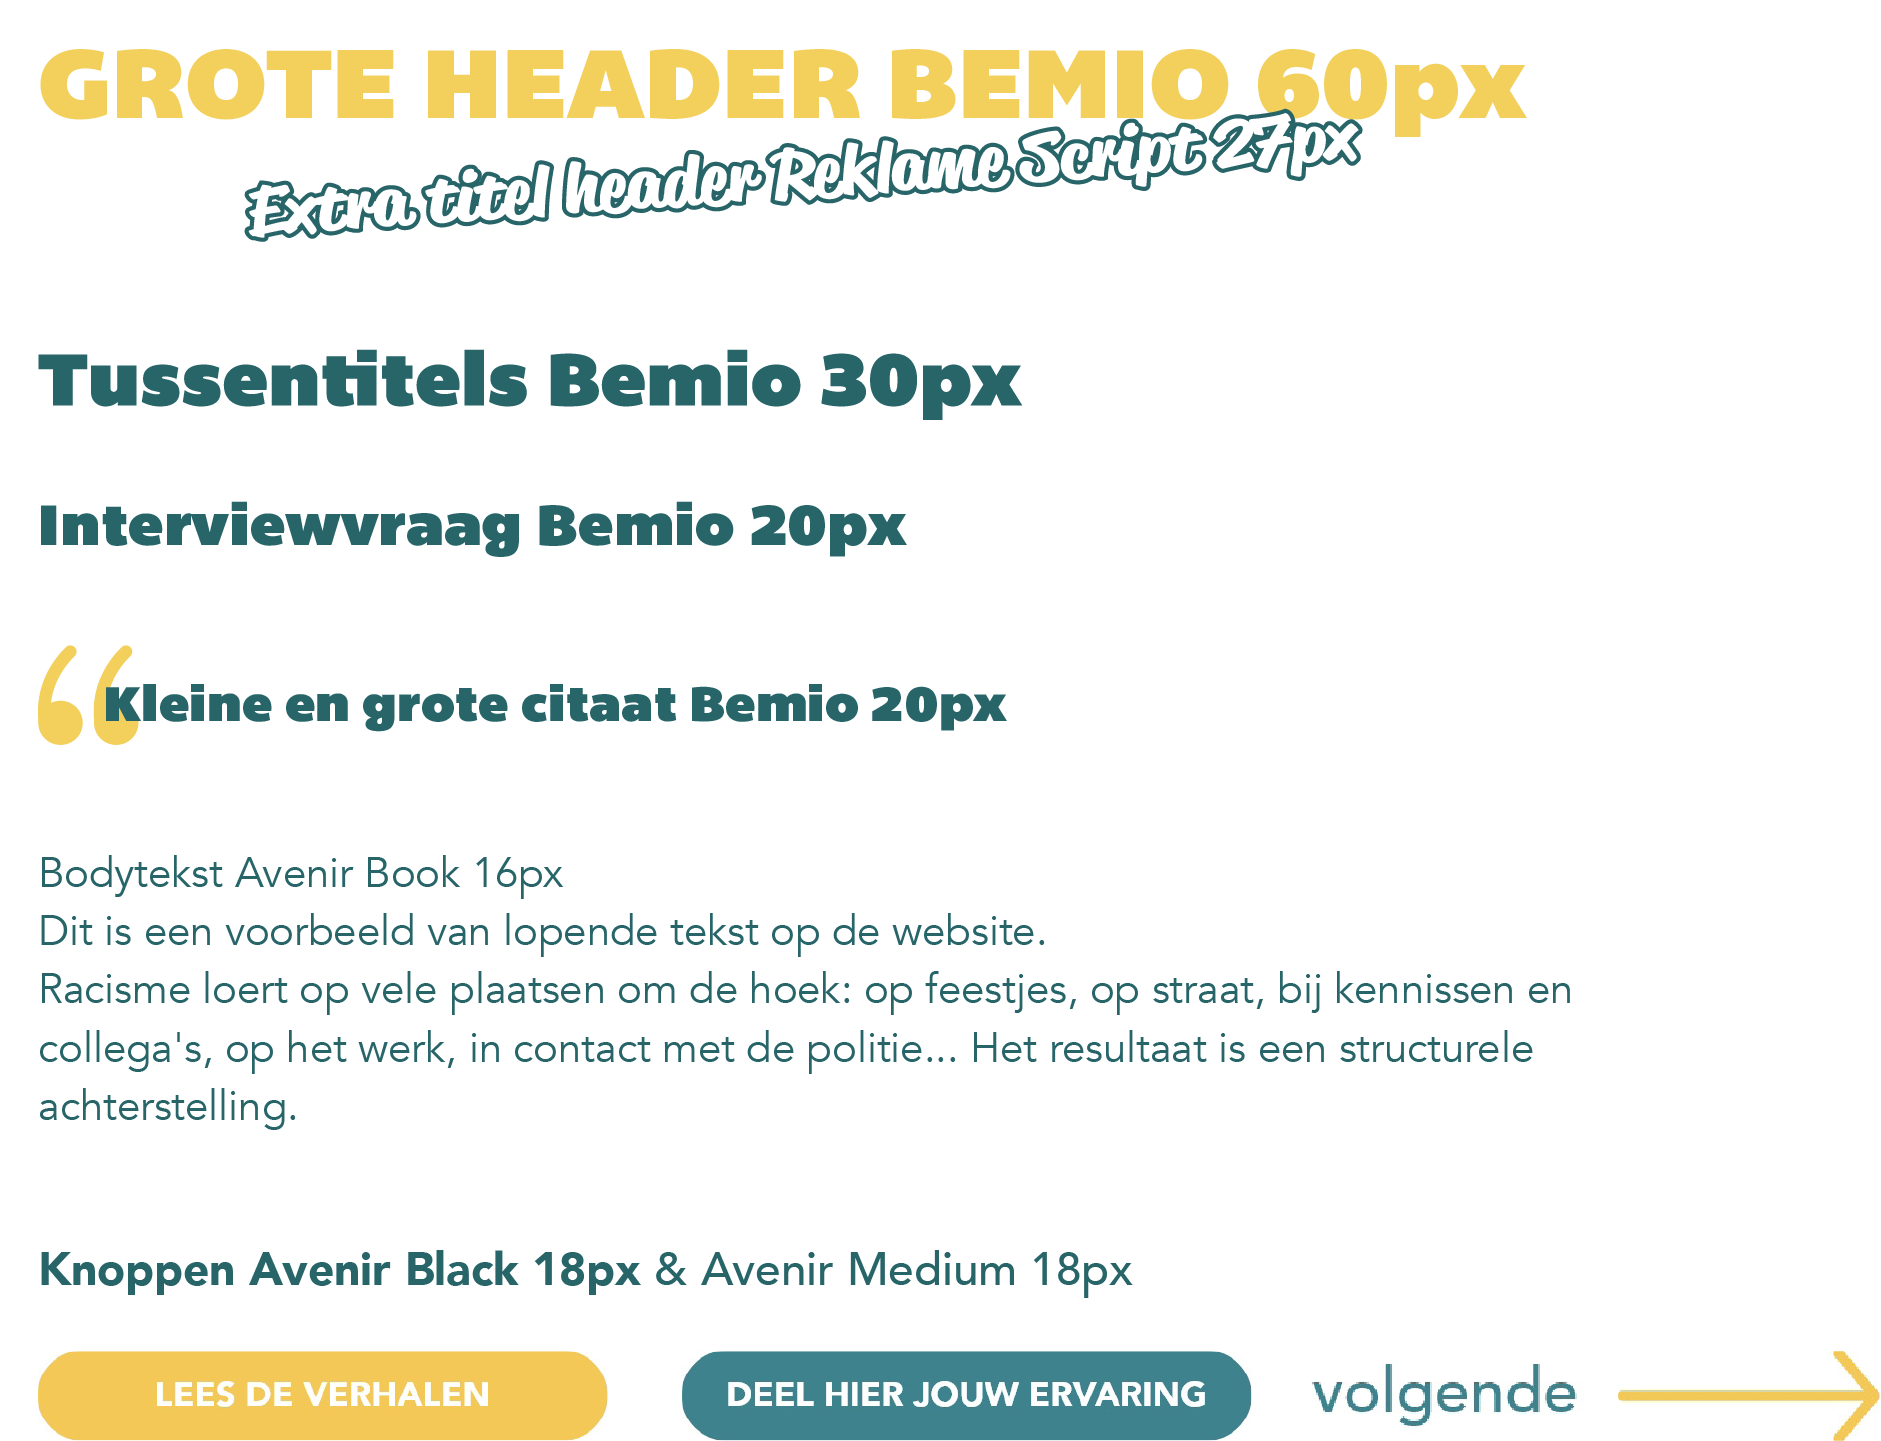 GROTE HEADER BEMIO 60px
Extra titel header Reklame Script 27px
Tussentitels Bemio 30px
Interviewvraag Bemio 20px
“Kleine en grote citaat Bemio 20px
Bodytekst Avenir Book 16px
Dit is een voorbeeld van lopende tekst op de website.
Racisme loert op vele plaatsen om de hoek: op feestjes, op straat, bij kennissen en
collega's, op het werk, in contact met de politie... Het resultaat is een structurele
achterstelling.
Knoppen Avenir Black 18px & Avenir Medium 18px
LEES DE VERHALEN
DEEL HIER JOUW ERVARING
volgende